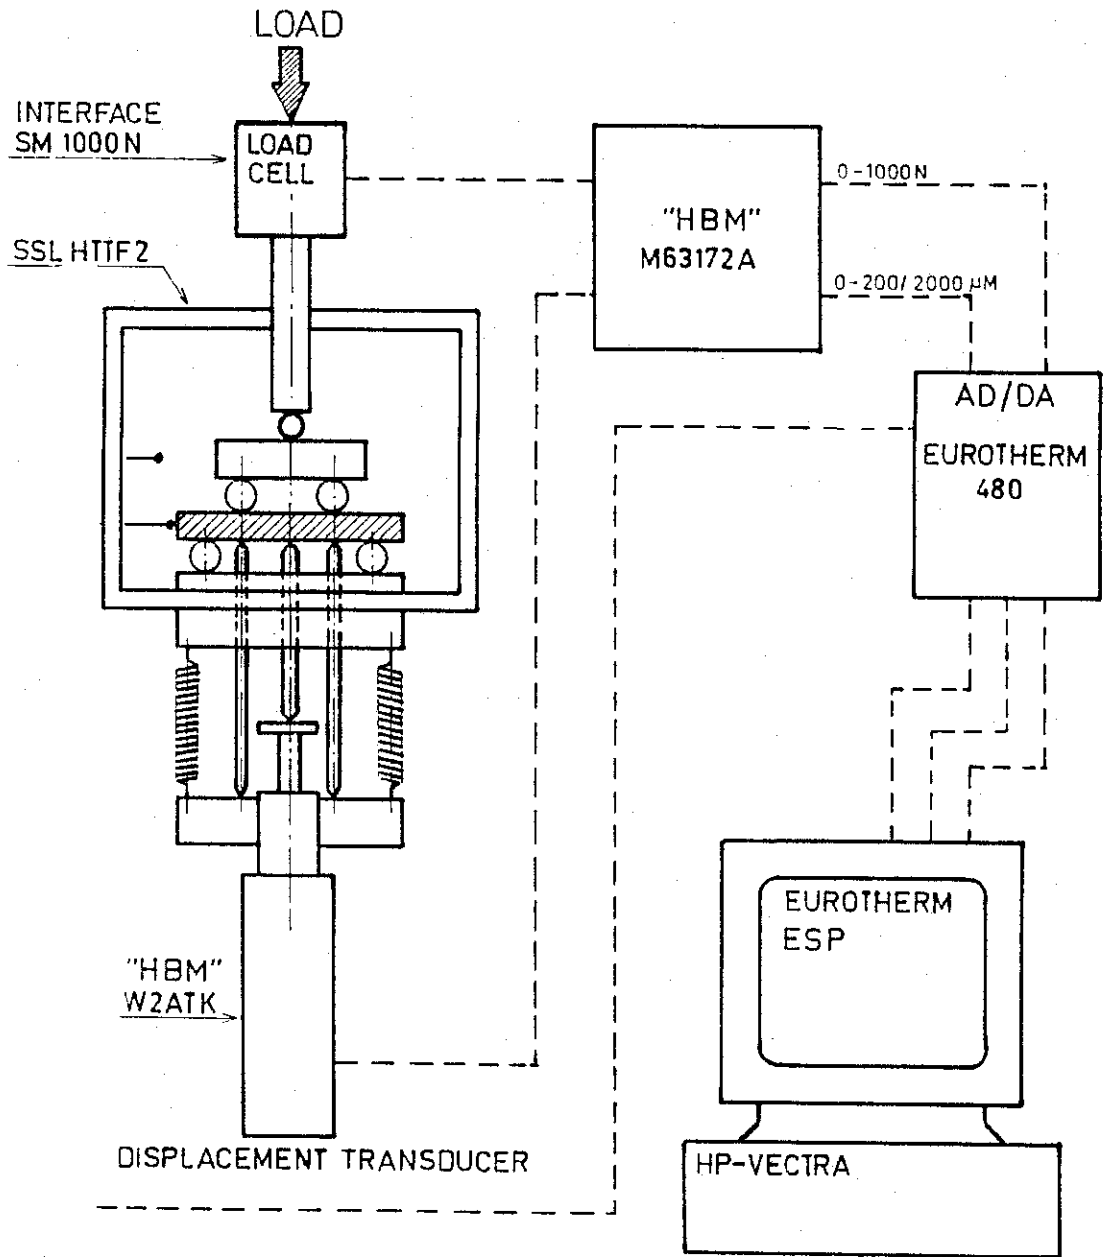 LOAD
INTERFACE
SM 1000N
LOAD
CELL
0-1000N
"HBM"
M63172A
SSL HTTF2
0-200/2000 µM
AD/DA
EUROTHERM
480
EUROTHERM
ESP
"HBM"
W2ATK
DISPLACEMENT TRANSDUCER
HP-VECTRA